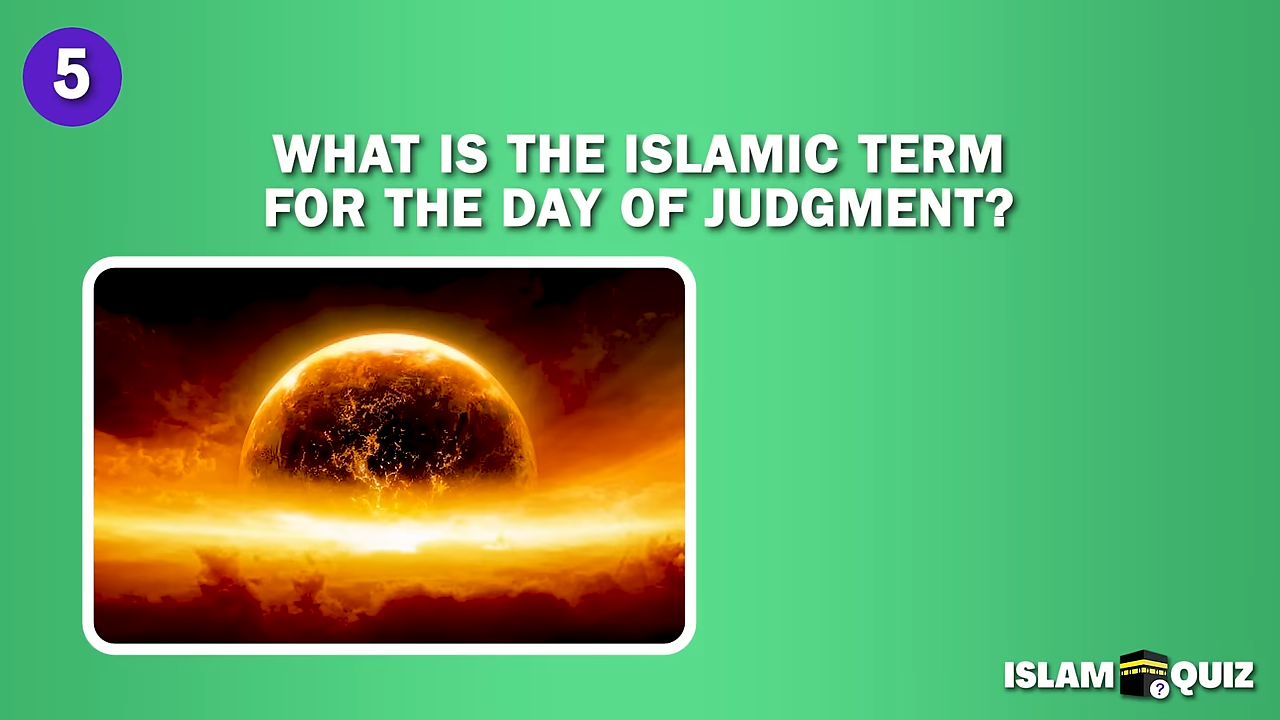 5
WHAT IS THE ISLAMIC TERM
FOR THE DAY OF JUDGMENT?
ISLAM ? QUIZ